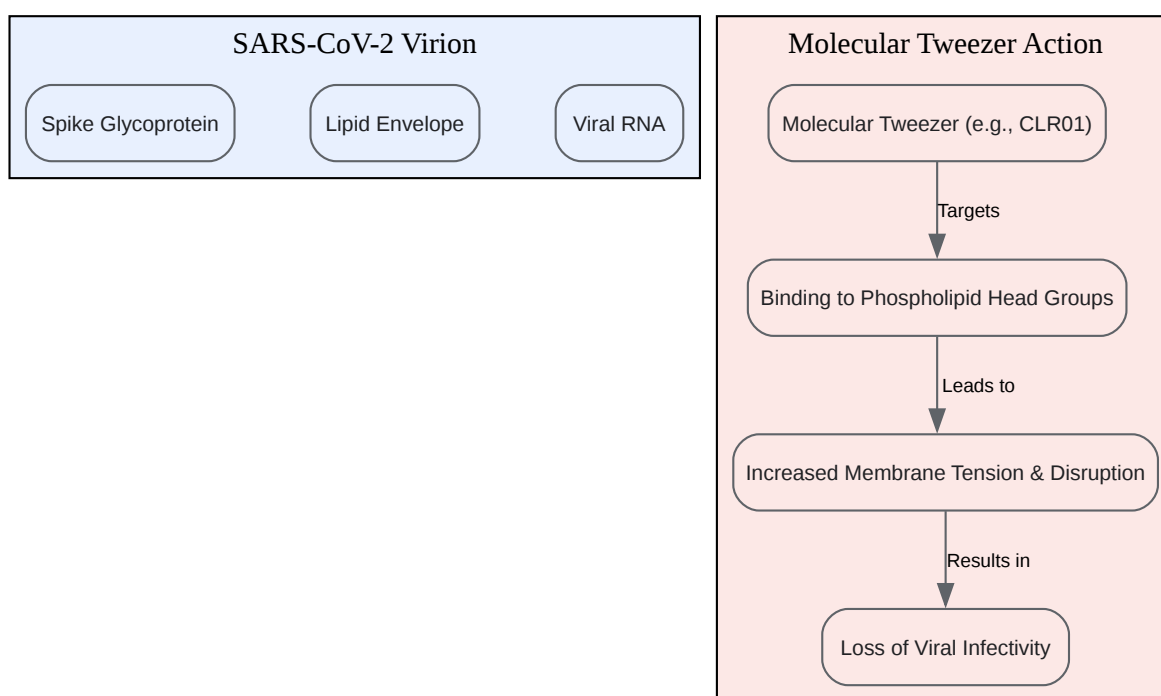 SARS-CoV-2 Virion
Spike Glycoprotein
Lipid Envelope
Viral RNA
Molecular Tweezer Action
Molecular Tweezer (e.g., CLR01)
Targets
Binding to Phospholipid Head Groups
Leads to
Increased Membrane Tension & Disruption
Results in
Loss of Viral Infectivity